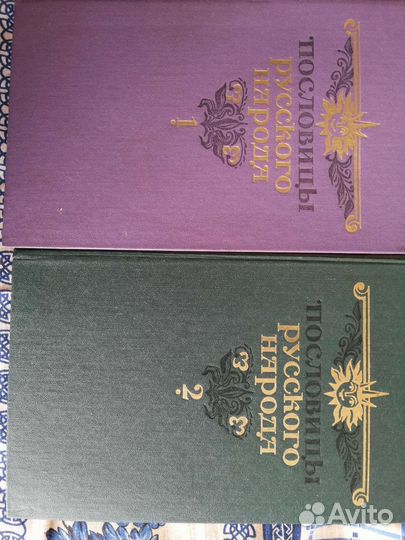 пословицы
русского
народа
1
пословицы
русского
народа
2
Avito